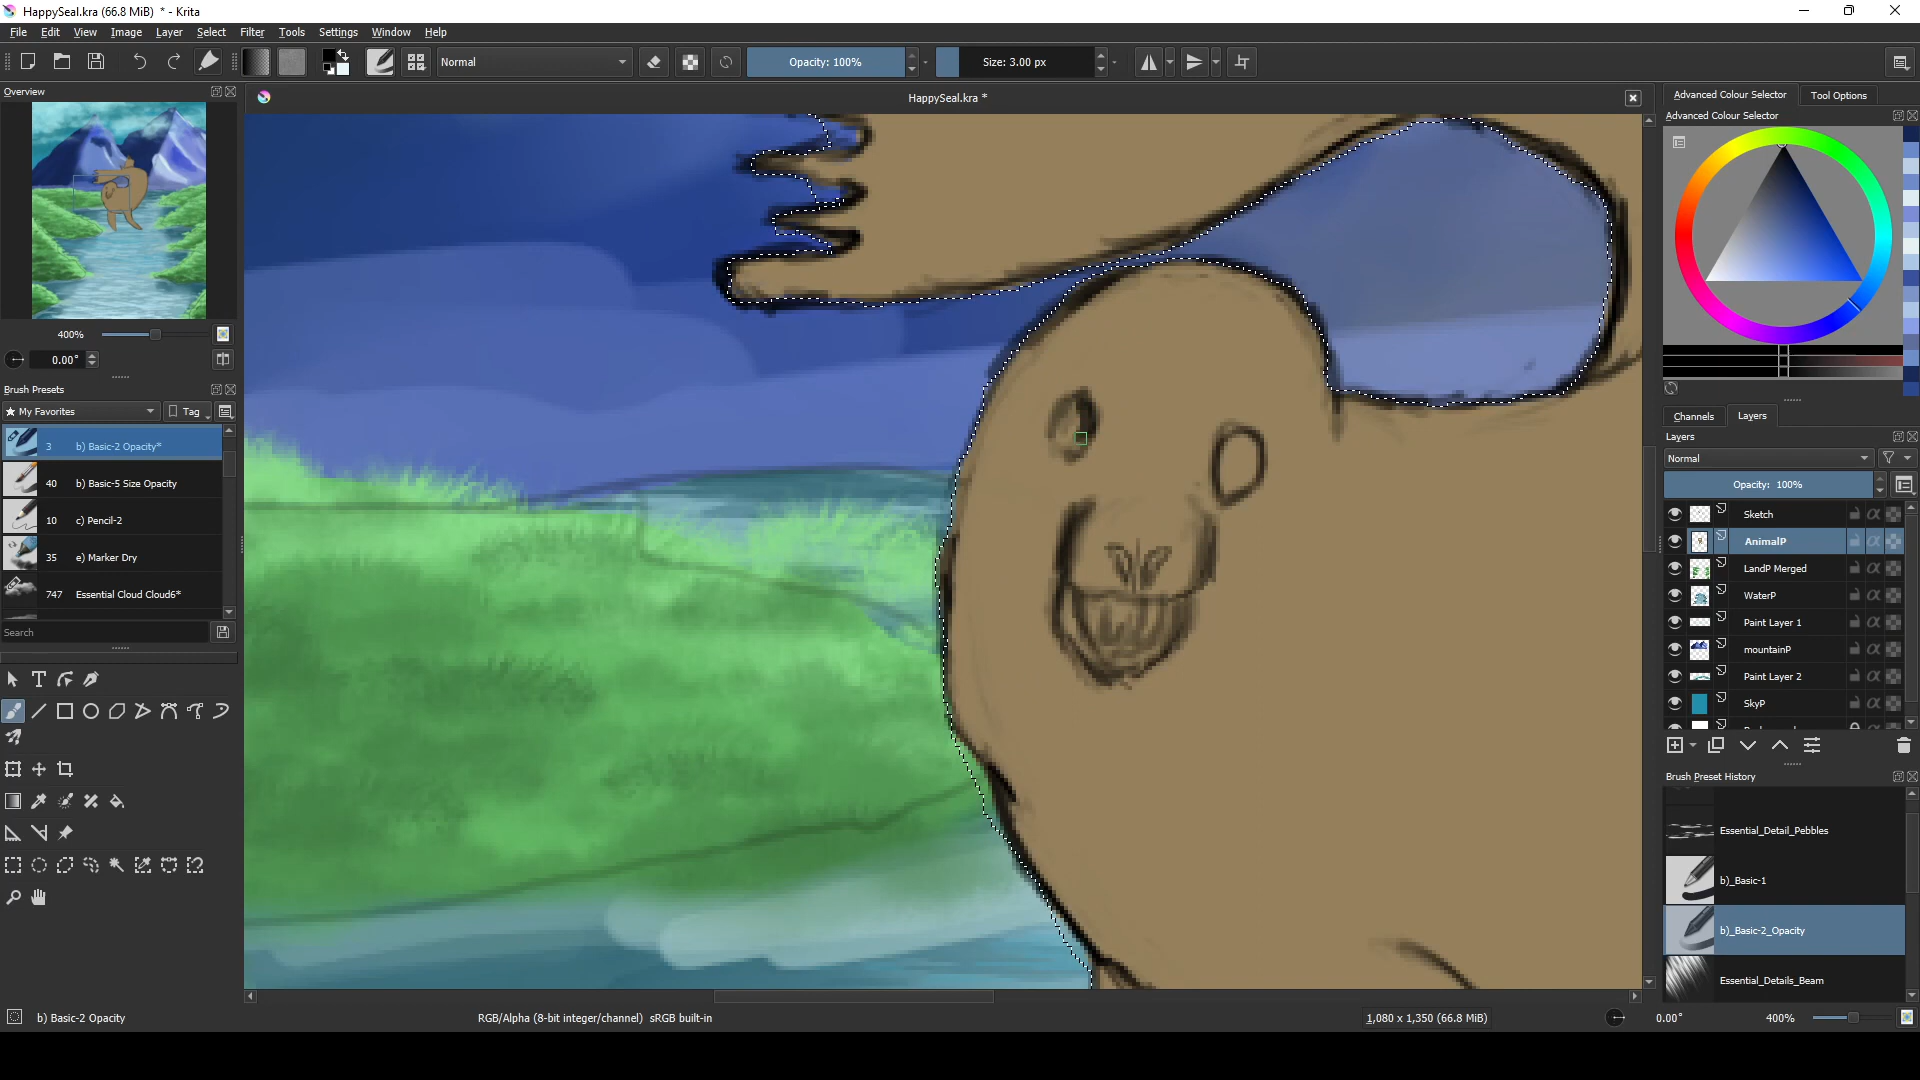 HappySeal.kra (66.8 MiB) * - Krita
File Edit View Image Layer Select Filter Tools Settings Window Help
Normal
Opacity: 100%
Size: 3.00 px
Overview
HappySeal.kra *
Advanced Colour Selector
Tool Options
Advanced Colour Selector
400%
0.00°
Brush Presets
My Favorites
Tag
3 b) Basic-2 Opacity*
40 b) Basic-5 Size Opacity
10 c) Pencil-2
35 e) Marker Dry
747 Essential Cloud Cloud6*
Search
Channels
Layers
Layers
Normal
Opacity: 100%
Sketch
AnimalP
LandP Merged
WaterP
Paint Layer 1
mountainP
Paint Layer 2
SkyP
Brush Preset History
Essential_Detail_Pebbles
b)_Basic-1
b)_Basic-2_Opacity
Essential_Details_Beam
b) Basic-2 Opacity
RGB/Alpha (8-bit integer/channel) sRGB built-in
1,080 x 1,350 (66.8 MiB)
0.00°
400%